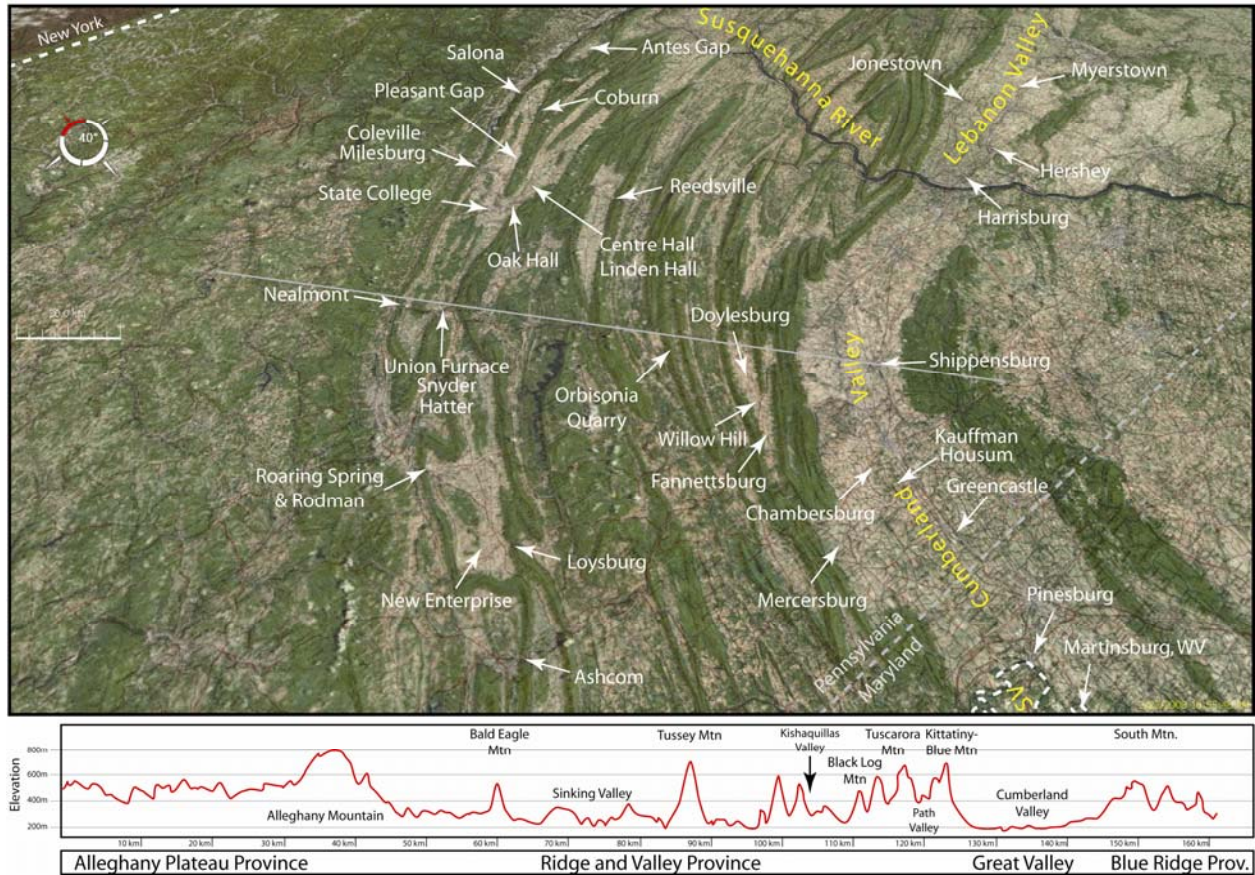 New York
Susquehanna River
Antes Gap
Salona
Jonestown
Myerstown
Lebanon Valley
Pleasant Gap
Coburn
40°
Coleville
Milesburg
Hershey
State College
Reedsville
Harrisburg
Oak Hall
Centre Hall
Linden Hall
Nealmont
Doylesburg
Union Furnace
Snyder
Hatter
Shippensburg
Valley
Orbisonia
Quarry
Willow Hill
Kauffman
Housum
Roaring Spring
& Rodman
Fannettsburg
Greencastle
Chambersburg
Cumberland
Loysburg
New Enterprise
Mercersburg
Pinesburg
Pennsylvania
Maryland
Martinsburg, WV
Ashcom
SV
Elevation
800m
600m
400m
200m
Bald Eagle
Mtn
Tussey Mtn
Kishaquillas
Valley
Tuscarora
Mtn
Kittatiny-
Blue Mtn
South Mtn.
Black Log
Mtn
Sinking Valley
Alleghany Mountain
Path
Valley
Cumberland
Valley
10 km
20 km
30 km
40 km
50 km
60 km
70 km
80 km
90 km
100 km
110 km
120 km
130 km
140 km
150 km
160 km
Alleghany Plateau Province
Ridge and Valley Province
Great Valley
Blue Ridge Prov.